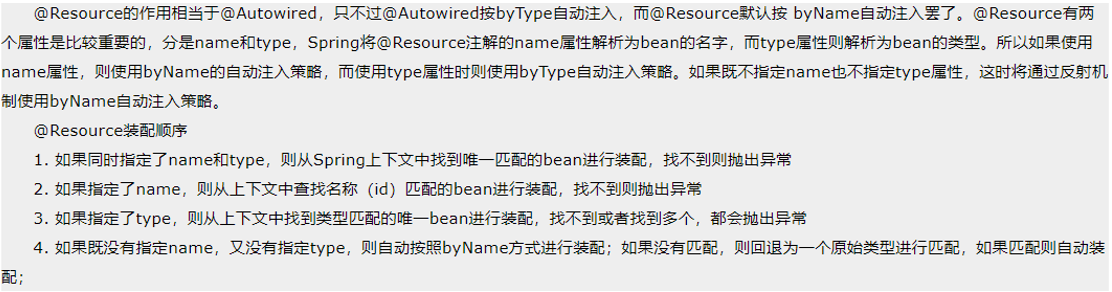 @Resource的作用相当于@Autowired，只不过@Autowired按byType自动注入，而@Resource默认按 byName自动注入罢了。@Resource有两
个属性是比较重要的，分是name和type，Spring将@Resource注解的name属性解析为bean的名字，而type属性则解析为bean的类型。所以如果使用
name属性，则使用byName的自动注入策略，而使用type属性时则使用byType自动注入策略。如果既不指定name也不指定type属性，这时将通过反射机
制使用byName自动注入策略。
@Resource装配顺序
1. 如果同时指定了name和type，则从Spring上下文中找到唯一匹配的bean进行装配，找不到则抛出异常
2. 如果指定了name，则从上下文中查找名称（id）匹配的bean进行装配，找不到则抛出异常
3. 如果指定了type，则从上下文中找到类型匹配的唯一bean进行装配，找不到或者找到多个，都会抛出异常
4. 如果既没有指定name，又没有指定type，则自动按照byName方式进行装配；如果没有匹配，则回退为一个原始类型进行匹配，如果匹配则自动装
配；